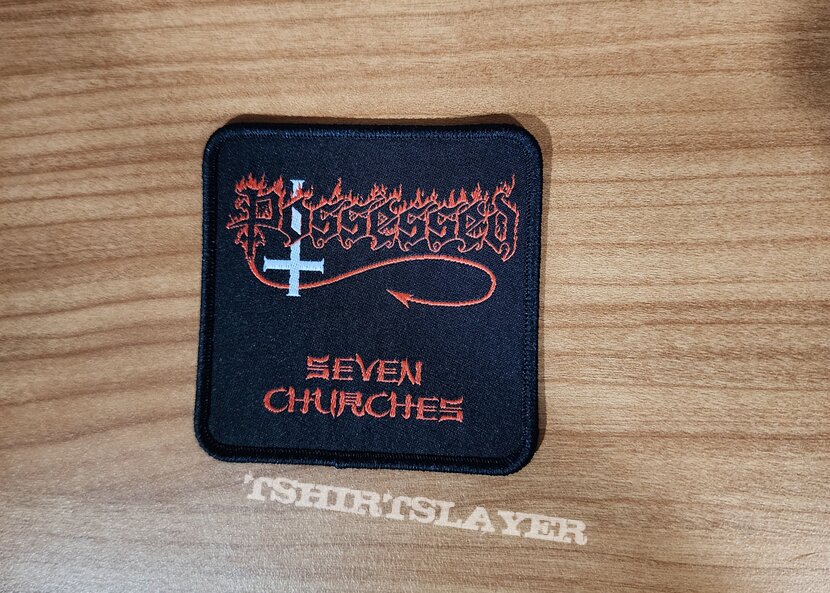 Possessed
SEVEN
CHURCHES
TSHIRTSLAYER